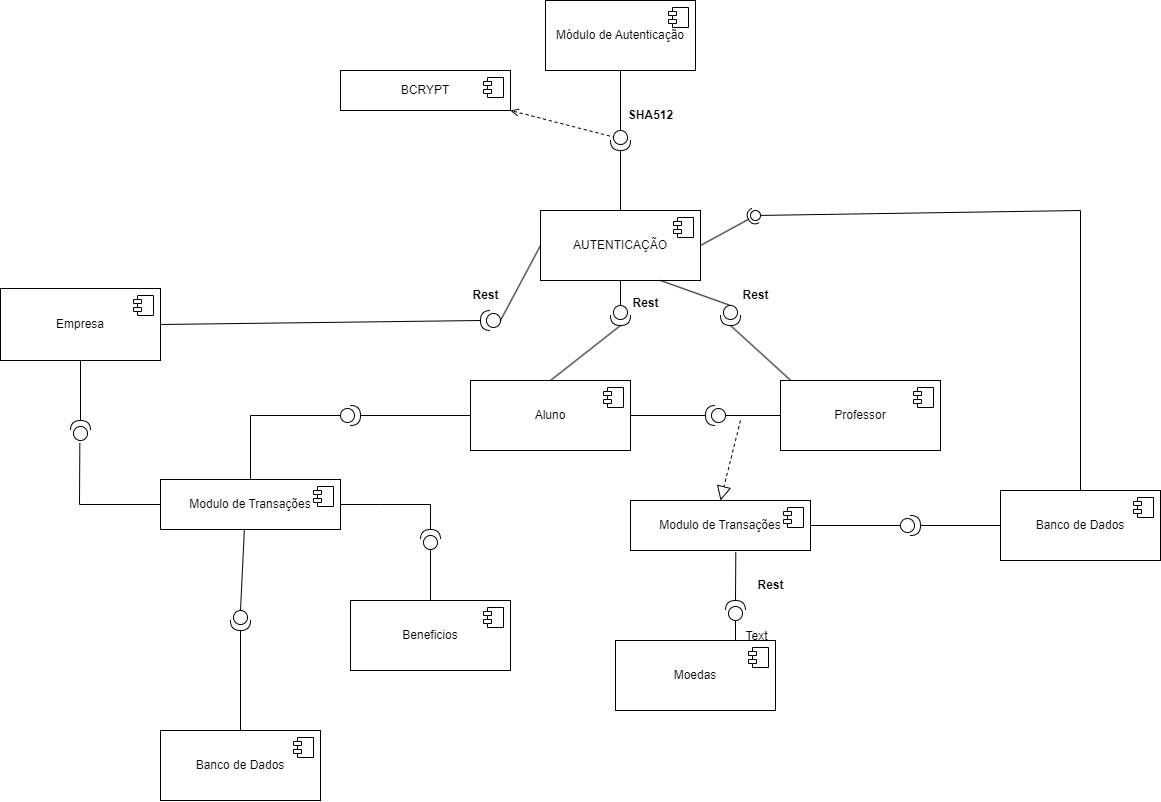 Módulo de Autenticação
BCRYPT
SHA512
AUTENTICAÇÃO
Rest
Rest
Rest
Empresa
Aluno
Professor
Modulo de Transações
Modulo de Transações
Banco de Dados
Rest
Beneficios
Text
Moedas
Banco de Dados